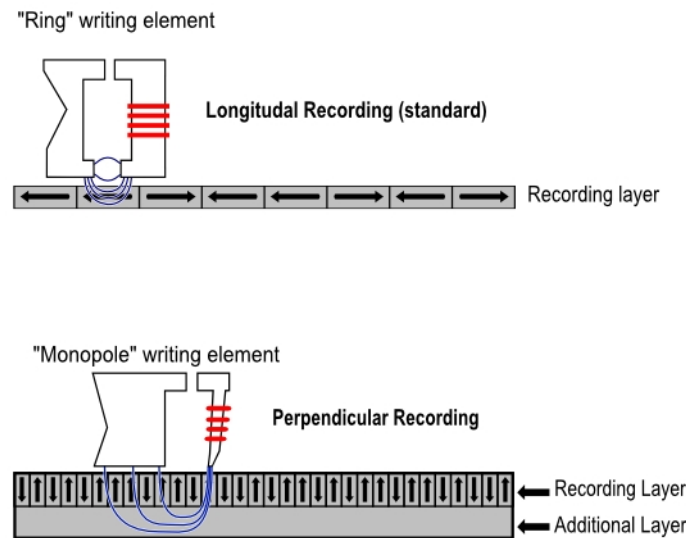 "Ring" writing element
Longitudal Recording (standard)
Recording layer
"Monopole" writing element
Perpendicular Recording
Recording Layer
Additional Layer